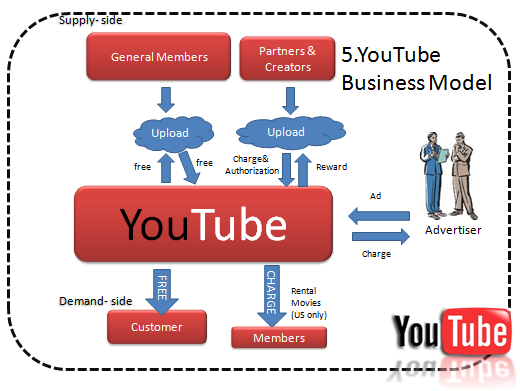 Supply- side
General Members
Partners &
Creators
5.YouTube
Business Model
Upload
Upload
free
free
Charge&
Authorization
Reward
YouTube
Ad
Advertiser
Charge
FREE
CHARGE
Rental
Movies
(US only)
Demand- side
Customer
Members
YouTube